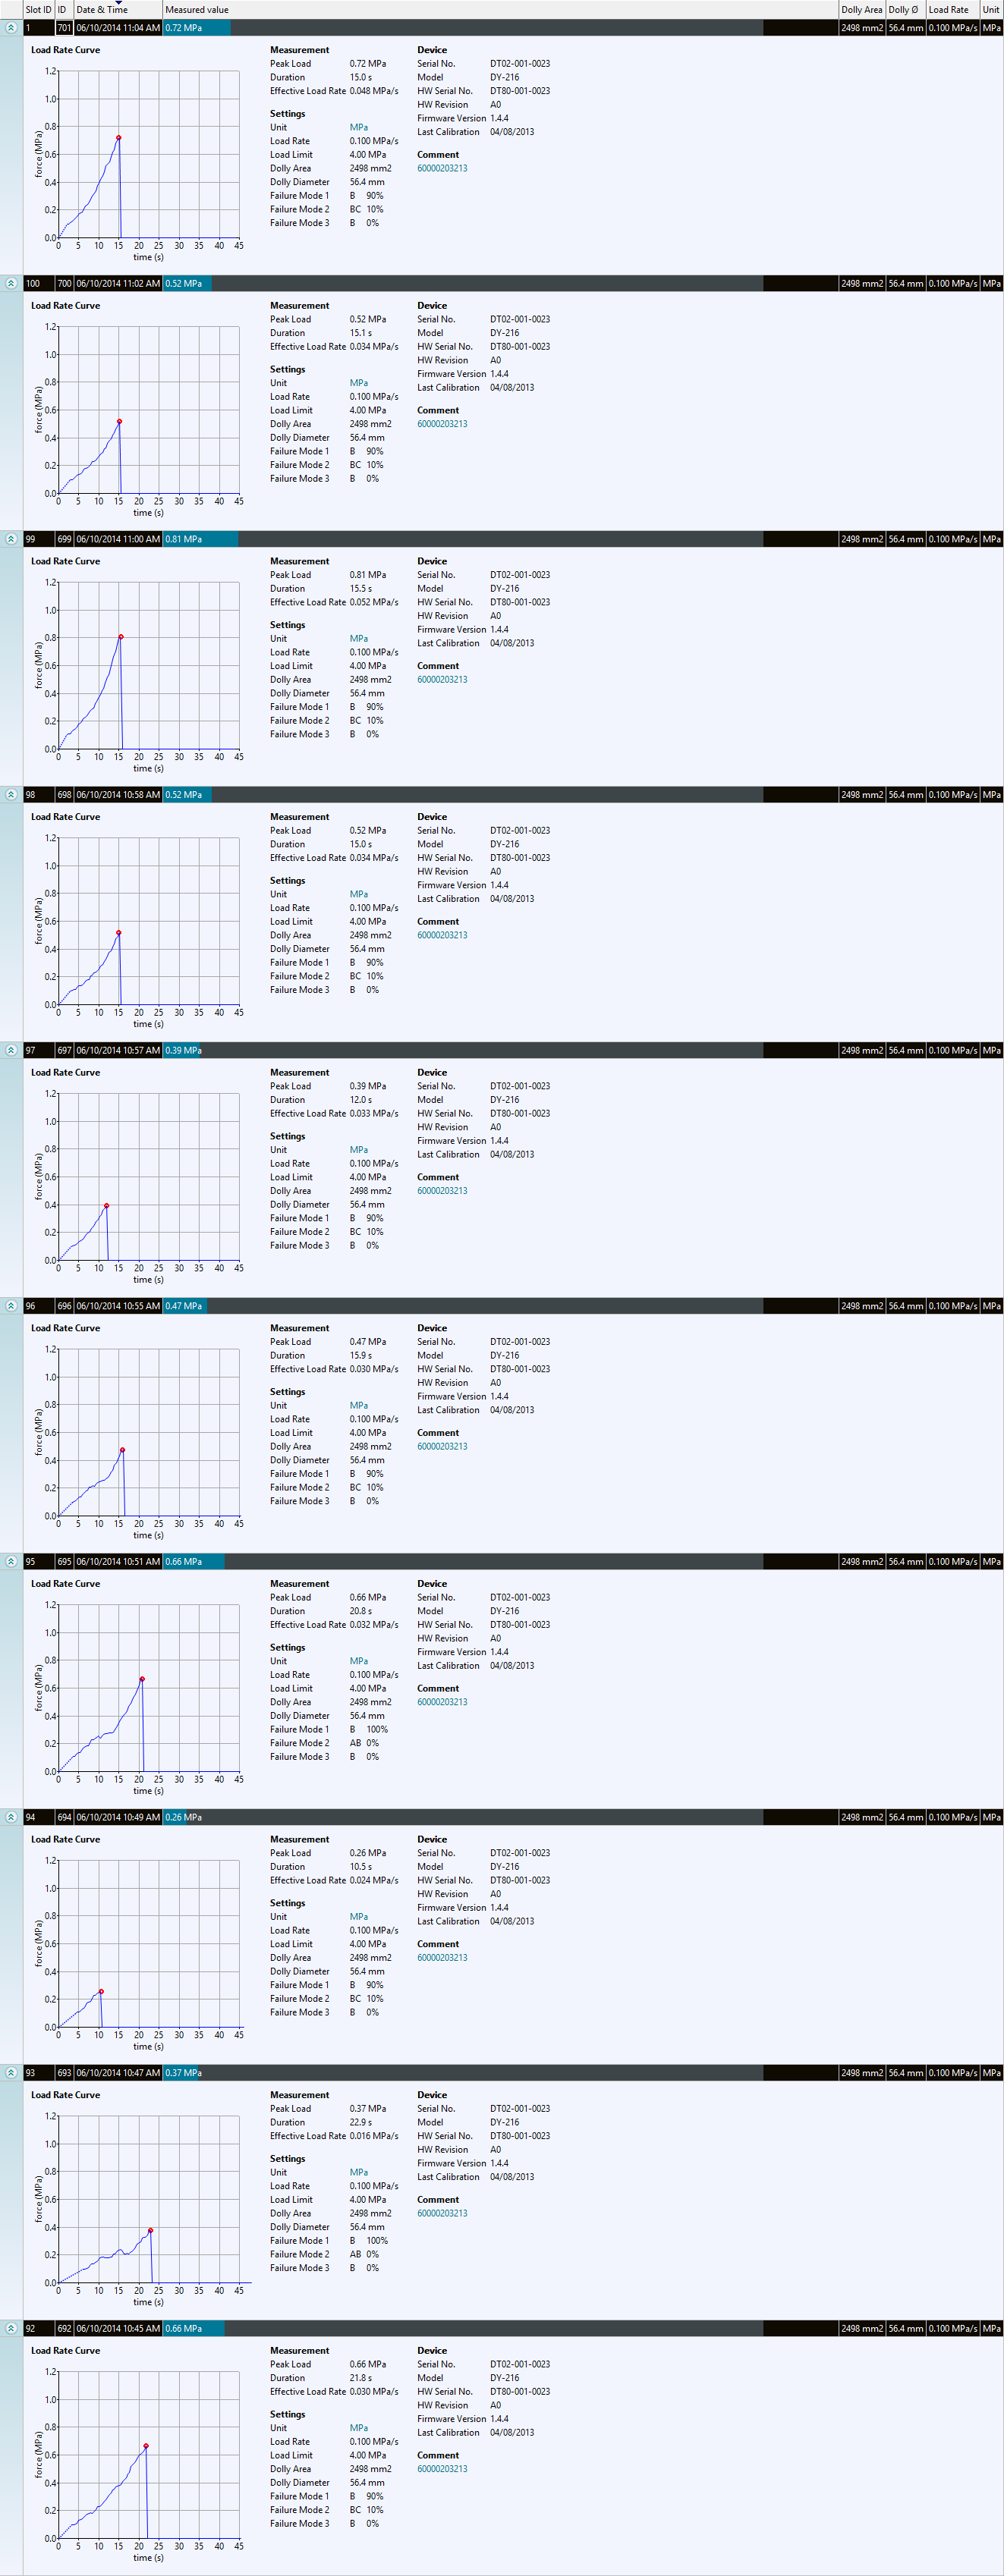 Slot ID ID Date & Time Measured value Dolly Area Dolly Ø Load Rate Unit
1 701 06/10/2014 11:04 AM 0.72 MPa 2498 mm2 56.4 mm 0.100 MPa/s MPa
Load Rate Curve Measurement Device
Peak Load 0.72 MPa Serial No. DT02-001-0023
Duration 15.0 s Model DY-216
Effective Load Rate 0.048 MPa/s HW Serial No. DT80-001-0023
HW Revision A0
Settings Firmware Version 1.4.4
Unit MPa Last Calibration 04/08/2013
Load Rate 0.100 MPa/s
Load Limit 4.00 MPa Comment
Dolly Area 2498 mm2 60000203213
Dolly Diameter 56.4 mm
Failure Mode 1 B 90%
Failure Mode 2 BC 10%
Failure Mode 3 B 0%
force (MPa)
1.2
1.0
0.8
0.6
0.4
0.2
0.0
0 5 10 15 20 25 30 35 40 45
time (s)
100 700 06/10/2014 11:02 AM 0.52 MPa 2498 mm2 56.4 mm 0.100 MPa/s MPa
Load Rate Curve Measurement Device
Peak Load 0.52 MPa Serial No. DT02-001-0023
Duration 15.1 s Model DY-216
Effective Load Rate 0.034 MPa/s HW Serial No. DT80-001-0023
HW Revision A0
Settings Firmware Version 1.4.4
Unit MPa Last Calibration 04/08/2013
Load Rate 0.100 MPa/s
Load Limit 4.00 MPa Comment
Dolly Area 2498 mm2 60000203213
Dolly Diameter 56.4 mm
Failure Mode 1 B 90%
Failure Mode 2 BC 10%
Failure Mode 3 B 0%
force (MPa)
1.2
1.0
0.8
0.6
0.4
0.2
0.0
0 5 10 15 20 25 30 35 40 45
time (s)
99 699 06/10/2014 11:00 AM 0.81 MPa 2498 mm2 56.4 mm 0.100 MPa/s MPa
Load Rate Curve Measurement Device
Peak Load 0.81 MPa Serial No. DT02-001-0023
Duration 15.5 s Model DY-216
Effective Load Rate 0.052 MPa/s HW Serial No. DT80-001-0023
HW Revision A0
Settings Firmware Version 1.4.4
Unit MPa Last Calibration 04/08/2013
Load Rate 0.100 MPa/s
Load Limit 4.00 MPa Comment
Dolly Area 2498 mm2 60000203213
Dolly Diameter 56.4 mm
Failure Mode 1 B 90%
Failure Mode 2 BC 10%
Failure Mode 3 B 0%
force (MPa)
1.2
1.0
0.8
0.6
0.4
0.2
0.0
0 5 10 15 20 25 30 35 40 45
time (s)
98 698 06/10/2014 10:58 AM 0.52 MPa 2498 mm2 56.4 mm 0.100 MPa/s MPa
Load Rate Curve Measurement Device
Peak Load 0.52 MPa Serial No. DT02-001-0023
Duration 15.0 s Model DY-216
Effective Load Rate 0.034 MPa/s HW Serial No. DT80-001-0023
HW Revision A0
Settings Firmware Version 1.4.4
Unit MPa Last Calibration 04/08/2013
Load Rate 0.100 MPa/s
Load Limit 4.00 MPa Comment
Dolly Area 2498 mm2 60000203213
Dolly Diameter 56.4 mm
Failure Mode 1 B 90%
Failure Mode 2 BC 10%
Failure Mode 3 B 0%
force (MPa)
1.2
1.0
0.8
0.6
0.4
0.2
0.0
0 5 10 15 20 25 30 35 40 45
time (s)
97 697 06/10/2014 10:57 AM 0.39 MPa 2498 mm2 56.4 mm 0.100 MPa/s MPa
Load Rate Curve Measurement Device
Peak Load 0.39 MPa Serial No. DT02-001-0023
Duration 12.0 s Model DY-216
Effective Load Rate 0.033 MPa/s HW Serial No. DT80-001-0023
HW Revision A0
Settings Firmware Version 1.4.4
Unit MPa Last Calibration 04/08/2013
Load Rate 0.100 MPa/s
Load Limit 4.00 MPa Comment
Dolly Area 2498 mm2 60000203213
Dolly Diameter 56.4 mm
Failure Mode 1 B 90%
Failure Mode 2 BC 10%
Failure Mode 3 B 0%
force (MPa)
1.2
1.0
0.8
0.6
0.4
0.2
0.0
0 5 10 15 20 25 30 35 40 45
time (s)
96 696 06/10/2014 10:55 AM 0.47 MPa 2498 mm2 56.4 mm 0.100 MPa/s MPa
Load Rate Curve Measurement Device
Peak Load 0.47 MPa Serial No. DT02-001-0023
Duration 15.9 s Model DY-216
Effective Load Rate 0.030 MPa/s HW Serial No. DT80-001-0023
HW Revision A0
Settings Firmware Version 1.4.4
Unit MPa Last Calibration 04/08/2013
Load Rate 0.100 MPa/s
Load Limit 4.00 MPa Comment
Dolly Area 2498 mm2 60000203213
Dolly Diameter 56.4 mm
Failure Mode 1 B 90%
Failure Mode 2 BC 10%
Failure Mode 3 B 0%
force (MPa)
1.2
1.0
0.8
0.6
0.4
0.2
0.0
0 5 10 15 20 25 30 35 40 45
time (s)
95 695 06/10/2014 10:51 AM 0.66 MPa 2498 mm2 56.4 mm 0.100 MPa/s MPa
Load Rate Curve Measurement Device
Peak Load 0.66 MPa Serial No. DT02-001-0023
Duration 20.8 s Model DY-216
Effective Load Rate 0.032 MPa/s HW Serial No. DT80-001-0023
HW Revision A0
Settings Firmware Version 1.4.4
Unit MPa Last Calibration 04/08/2013
Load Rate 0.100 MPa/s
Load Limit 4.00 MPa Comment
Dolly Area 2498 mm2 60000203213
Dolly Diameter 56.4 mm
Failure Mode 1 B 100%
Failure Mode 2 AB 0%
Failure Mode 3 B 0%
force (MPa)
1.2
1.0
0.8
0.6
0.4
0.2
0.0
0 5 10 15 20 25 30 35 40 45
time (s)
94 694 06/10/2014 10:49 AM 0.26 MPa 2498 mm2 56.4 mm 0.100 MPa/s MPa
Load Rate Curve Measurement Device
Peak Load 0.26 MPa Serial No. DT02-001-0023
Duration 10.5 s Model DY-216
Effective Load Rate 0.024 MPa/s HW Serial No. DT80-001-0023
HW Revision A0
Settings Firmware Version 1.4.4
Unit MPa Last Calibration 04/08/2013
Load Rate 0.100 MPa/s
Load Limit 4.00 MPa Comment
Dolly Area 2498 mm2 60000203213
Dolly Diameter 56.4 mm
Failure Mode 1 B 90%
Failure Mode 2 BC 10%
Failure Mode 3 B 0%
force (MPa)
1.2
1.0
0.8
0.6
0.4
0.2
0.0
0 5 10 15 20 25 30 35 40 45
time (s)
93 693 06/10/2014 10:47 AM 0.37 MPa 2498 mm2 56.4 mm 0.100 MPa/s MPa
Load Rate Curve Measurement Device
Peak Load 0.37 MPa Serial No. DT02-001-0023
Duration 22.9 s Model DY-216
Effective Load Rate 0.016 MPa/s HW Serial No. DT80-001-0023
HW Revision A0
Settings Firmware Version 1.4.4
Unit MPa Last Calibration 04/08/2013
Load Rate 0.100 MPa/s
Load Limit 4.00 MPa Comment
Dolly Area 2498 mm2 60000203213
Dolly Diameter 56.4 mm
Failure Mode 1 B 100%
Failure Mode 2 AB 0%
Failure Mode 3 B 0%
force (MPa)
1.2
1.0
0.8
0.6
0.4
0.2
0.0
0 5 10 15 20 25 30 35 40 45
time (s)
92 692 06/10/2014 10:45 AM 0.66 MPa 2498 mm2 56.4 mm 0.100 MPa/s MPa
Load Rate Curve Measurement Device
Peak Load 0.66 MPa Serial No. DT02-001-0023
Duration 21.8 s Model DY-216
Effective Load Rate 0.030 MPa/s HW Serial No. DT80-001-0023
HW Revision A0
Settings Firmware Version 1.4.4
Unit MPa Last Calibration 04/08/2013
Load Rate 0.100 MPa/s
Load Limit 4.00 MPa Comment
Dolly Area 2498 mm2 60000203213
Dolly Diameter 56.4 mm
Failure Mode 1 B 90%
Failure Mode 2 BC 10%
Failure Mode 3 B 0%
force (MPa)
1.2
1.0
0.8
0.6
0.4
0.2
0.0
0 5 10 15 20 25 30 35 40 45
time (s)